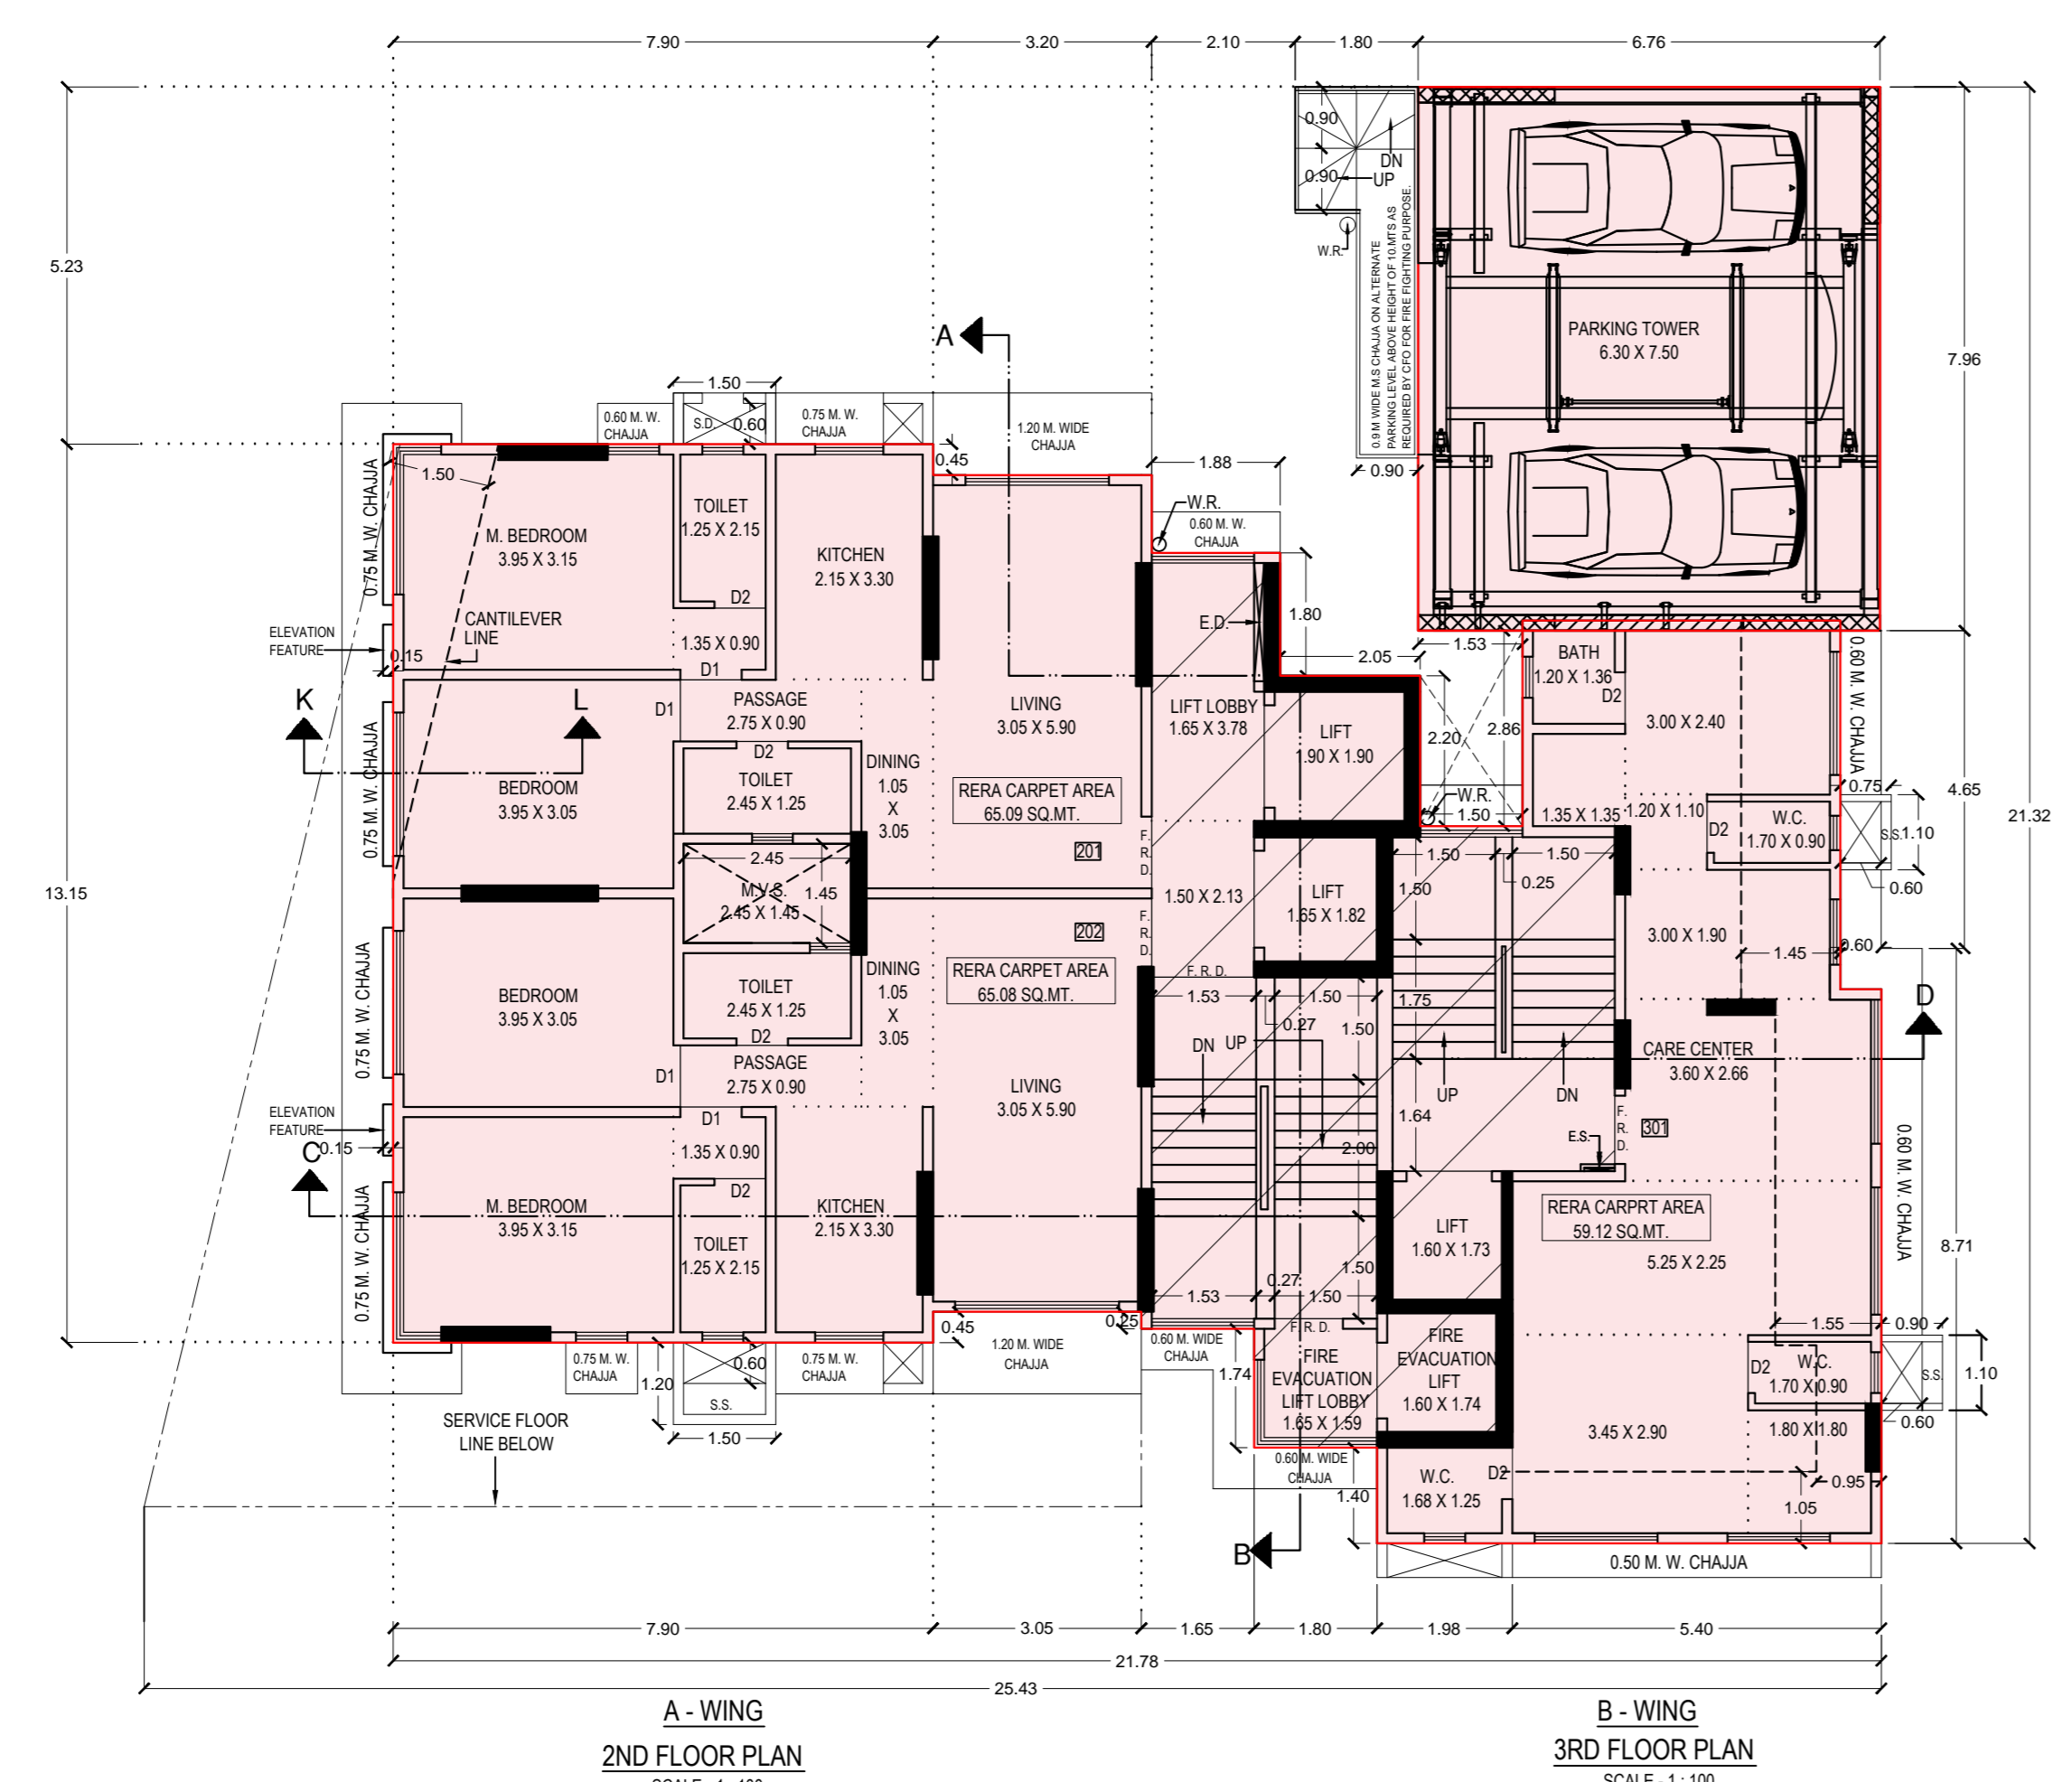 7.90
3.20
2.10
1.80
6.76
0.90
DN
0.90
UP
W.R.
0.9 M WIDE M.S CHAJJA ON ALTERNATE
PARKING LEVEL ABOVE HEIGHT OF 10.MTS AS
REQUIRED BY CFO FOR FIRE FIGHTING PURPOSE.
0.90
PARKING TOWER
6.30 X 7.50
7.96
5.23
A
1.50
0.60 M. W.
CHAJJA
S.D.
0.60
0.75 M. W.
CHAJJA
1.20 M. WIDE
CHAJJA
0.45
1.88
W.R.
0.60 M. W.
CHAJJA
1.50
0.75 M. W. CHAJJA
M. BEDROOM
3.95 X 3.15
TOILET
1.25 X 2.15
KITCHEN
2.15 X 3.30
D2
CANTILEVER
LINE
ELEVATION
FEATURE
0.15
1.35 X 0.90
D1
E.D.
1.80
2.05
1.53
K
L
PASSAGE
2.75 X 0.90
D1
D2
LIVING
3.05 X 5.90
LIFT LOBBY
1.65 X 3.78
LIFT
1.90 X 1.90
2.20
2.86
BATH
1.20 X 1.36
D2
3.00 X 2.40
0.60 M. W. CHAJJA
0.75 M. W. CHAJJA
BEDROOM
3.95 X 3.05
TOILET
2.45 X 1.25
DINING
1.05
X
3.05
RERA CARPET AREA
65.09 SQ.MT.
201
F.
R.
D.
W.R.
1.50
1.35 X 1.35
1.20 X 1.10
D2
W.C.
1.70 X 0.90
0.75
S.S.
1.10
0.60
4.65
21.32
13.15
2.45
M.V.S.
2.45 X 1.45
1.45
1.50 X 2.13
LIFT
1.65 X 1.82
1.50
1.50
0.25
1.50
202
F.
R.
D.
3.00 X 1.90
1.45
0.60
0.75 M. W. CHAJJA
BEDROOM
3.95 X 3.05
TOILET
2.45 X 1.25
D2
DINING
1.05
X
3.05
RERA CARPET AREA
65.08 SQ.MT.
F. R. D.
1.53
1.50
0.27
1.50
1.75
D
D1
PASSAGE
2.75 X 0.90
D1
LIVING
3.05 X 5.90
DN
UP
UP
DN
CARE CENTER
3.60 X 2.66
ELEVATION
FEATURE
0.15
C
1.35 X 0.90
D2
2.00
1.64
E.S.
F.
R.
D.
301
0.60 M. W. CHAJJA
0.75 M. W. CHAJJA
M. BEDROOM
3.95 X 3.15
TOILET
1.25 X 2.15
KITCHEN
2.15 X 3.30
LIFT
1.60 X 1.73
RERA CARPRT AREA
59.12 SQ.MT.
5.25 X 2.25
8.71
1.53
0.27
1.50
1.50
0.45
0.25
1.20 M. WIDE
CHAJJA
0.60 M. WIDE
CHAJJA
F. R. D.
FIRE
EVACUATION
LIFT LOBBY
1.65 X 1.59
1.74
FIRE
EVACUATION
LIFT
1.60 X 1.74
1.55
0.90
D2
W.C.
1.70 X 0.90
S.S.
1.10
0.60
0.75 M. W.
CHAJJA
1.20
0.60
0.75 M. W.
CHAJJA
S.S.
1.50
SERVICE FLOOR
LINE BELOW
3.45 X 2.90
1.80 X 1.80
0.60 M. WIDE
CHAJJA
1.40
W.C.
1.68 X 1.25
D2
0.95
1.05
B
0.50 M. W. CHAJJA
7.90
3.05
1.65
1.80
1.98
5.40
21.78
25.43
A - WING
2ND FLOOR PLAN
B - WING
3RD FLOOR PLAN
SCALE - 1 : 100